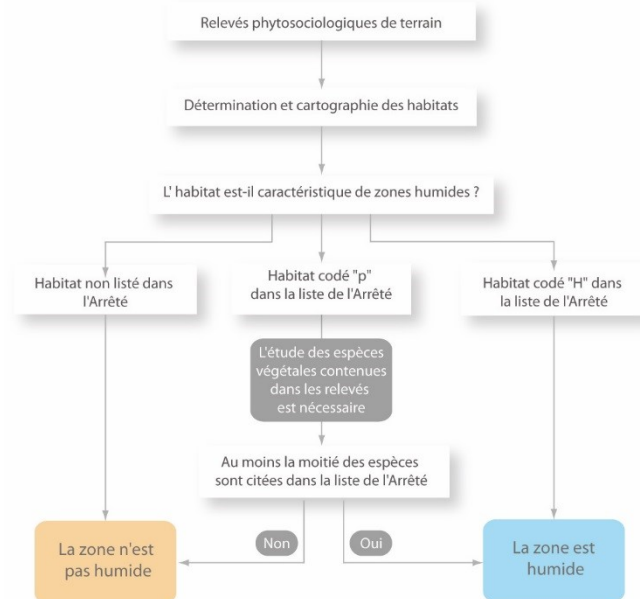 Relevés phytosociologiques de terrain
Détermination et cartographie des habitats
L' habitat est-il caractéristique de zones humides ?
Habitat non listé dans
l'Arrêté
Habitat codé "p"
dans la liste de l'Arrêté
Habitat codé "H" dans
la liste de l'Arrêté
L'étude des espèces
végétales contenues
dans les relevés
est nécessaire
Au moins la moitié des espèces
sont citées dans la liste de l'Arrêté
Non
Oui
La zone n'est
pas humide
La zone est
humide